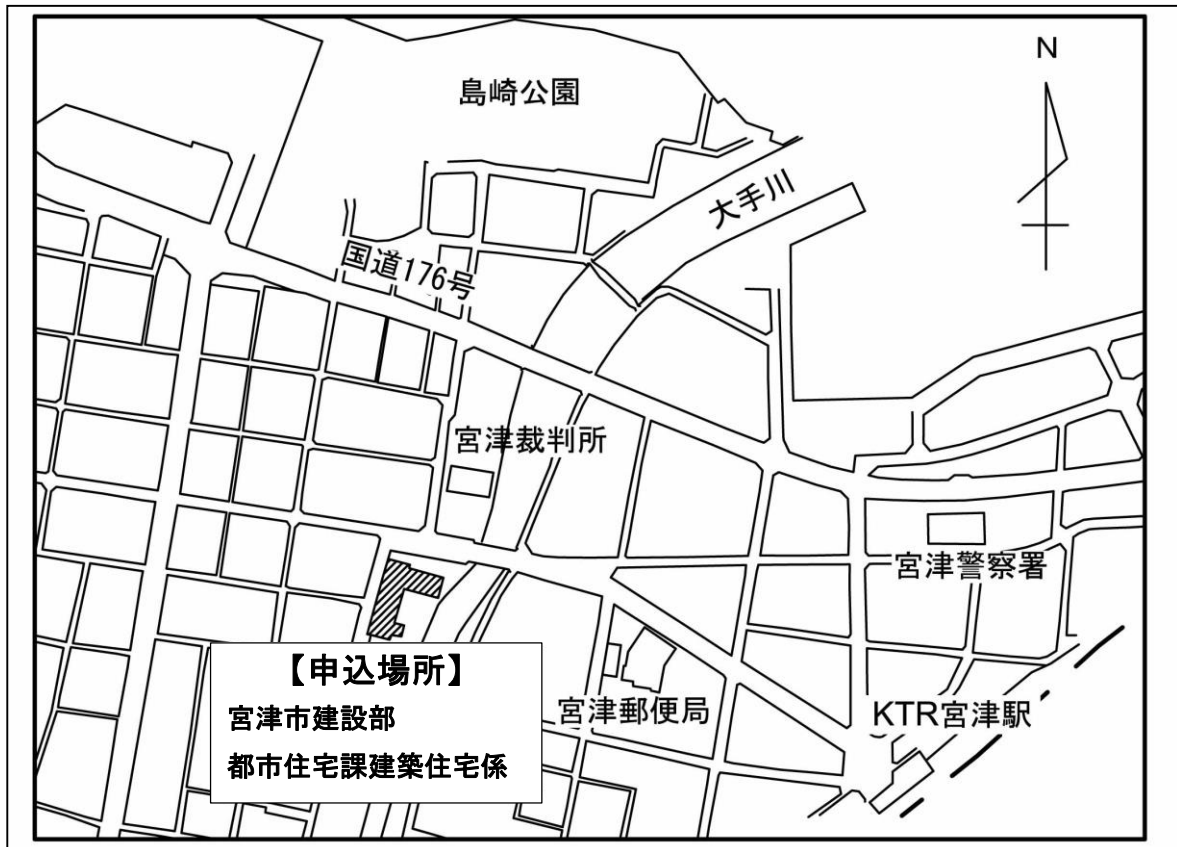 N
島崎公園
大手川
国道176号
宮津裁判所
宮津警察署
【申込場所】
宮津市建設部
都市住宅課建築住宅係
宮津郵便局
KTR宮津駅